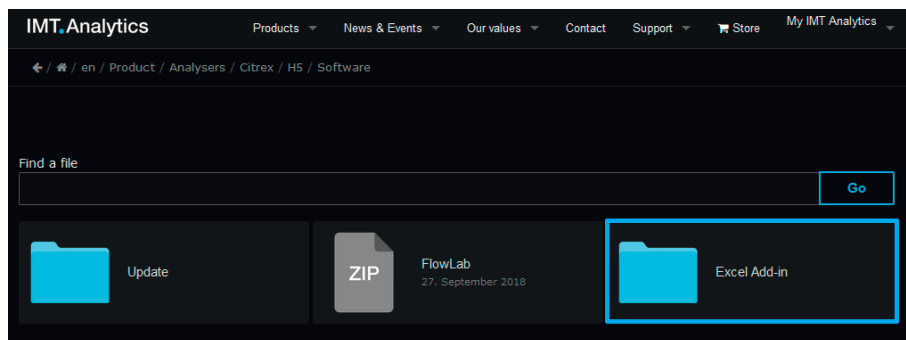 IMT.Analytics Products News & Events Our values Contact Support Store My IMT Analytics
/ / en / Product / Analysers / Citrex / H5 / Software
Find a file
Go
Update
ZIP
FlowLab
27. September 2018
Excel Add-in